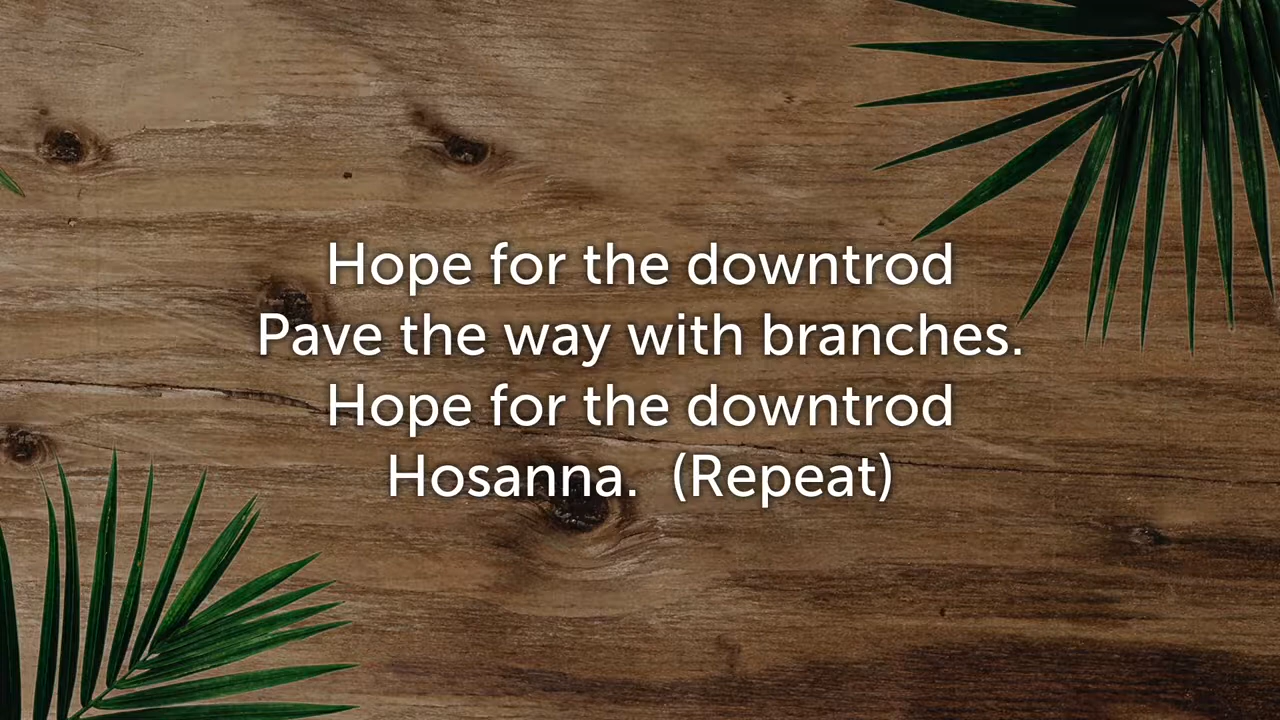 Hope for the downtrod
Pave the way with branches.
Hope for the downtrod
Hosanna.  (Repeat)